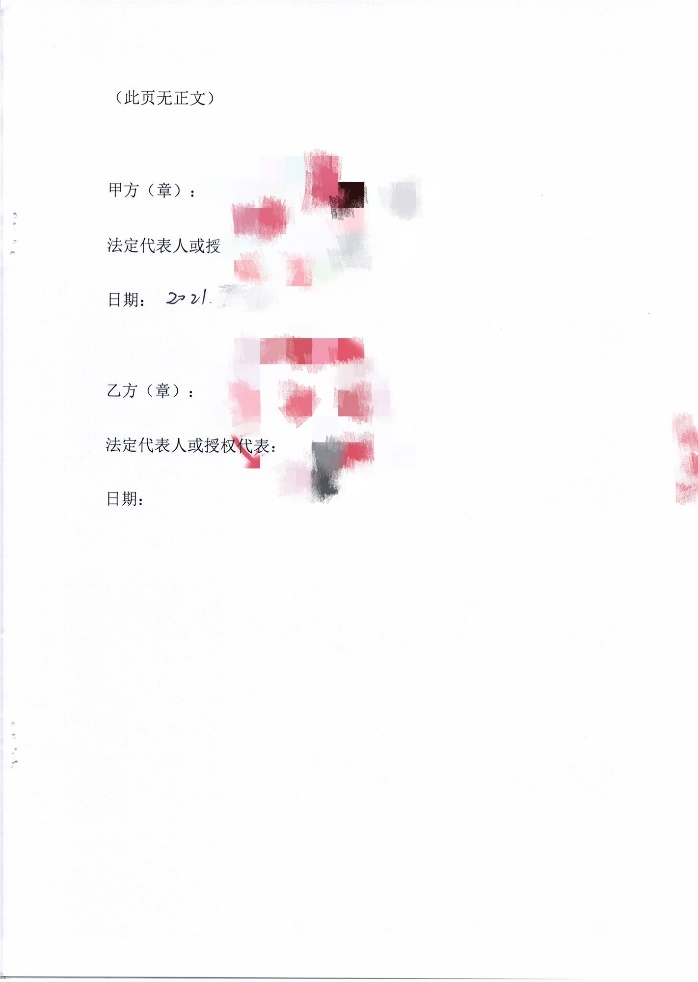 （此页无正文）
甲方（章）：
法定代表人或授
日期： 2021.
乙方（章）：
法定代表人或授权代表：
日期：